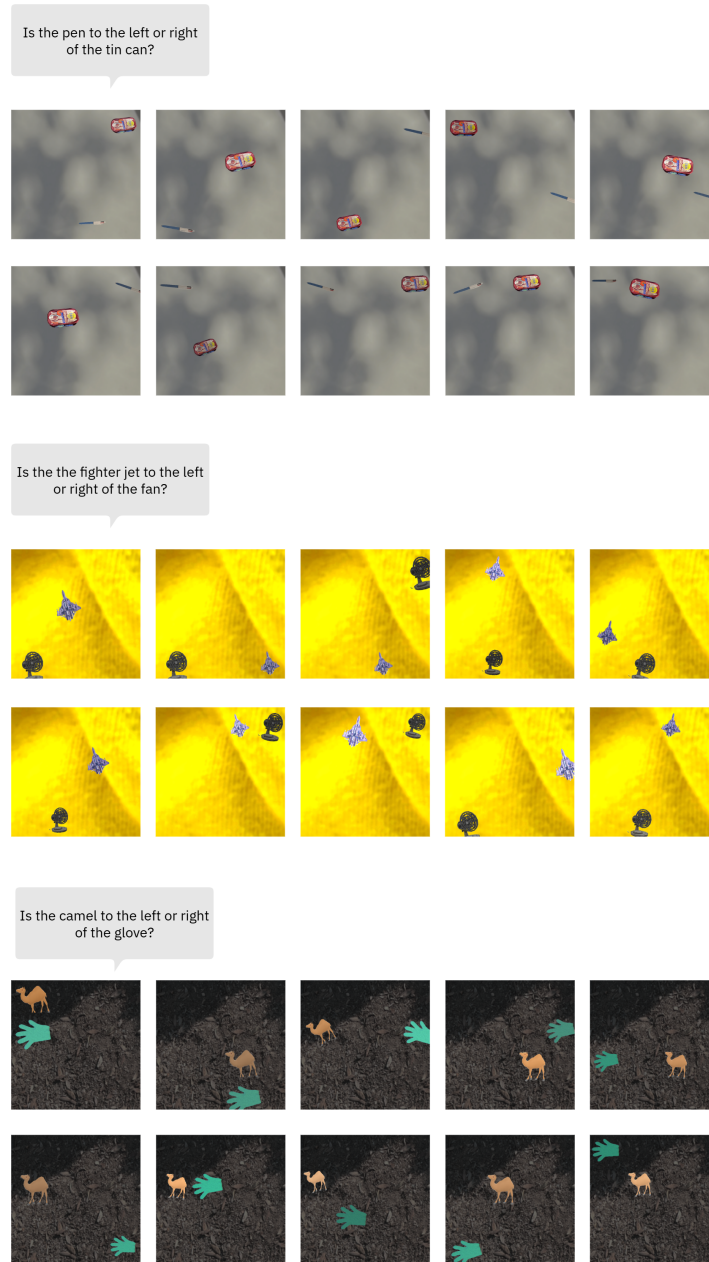 Is the pen to the left or right
of the tin can?
Is the the fighter jet to the left
or right of the fan?
Is the camel to the left or right
of the glove?